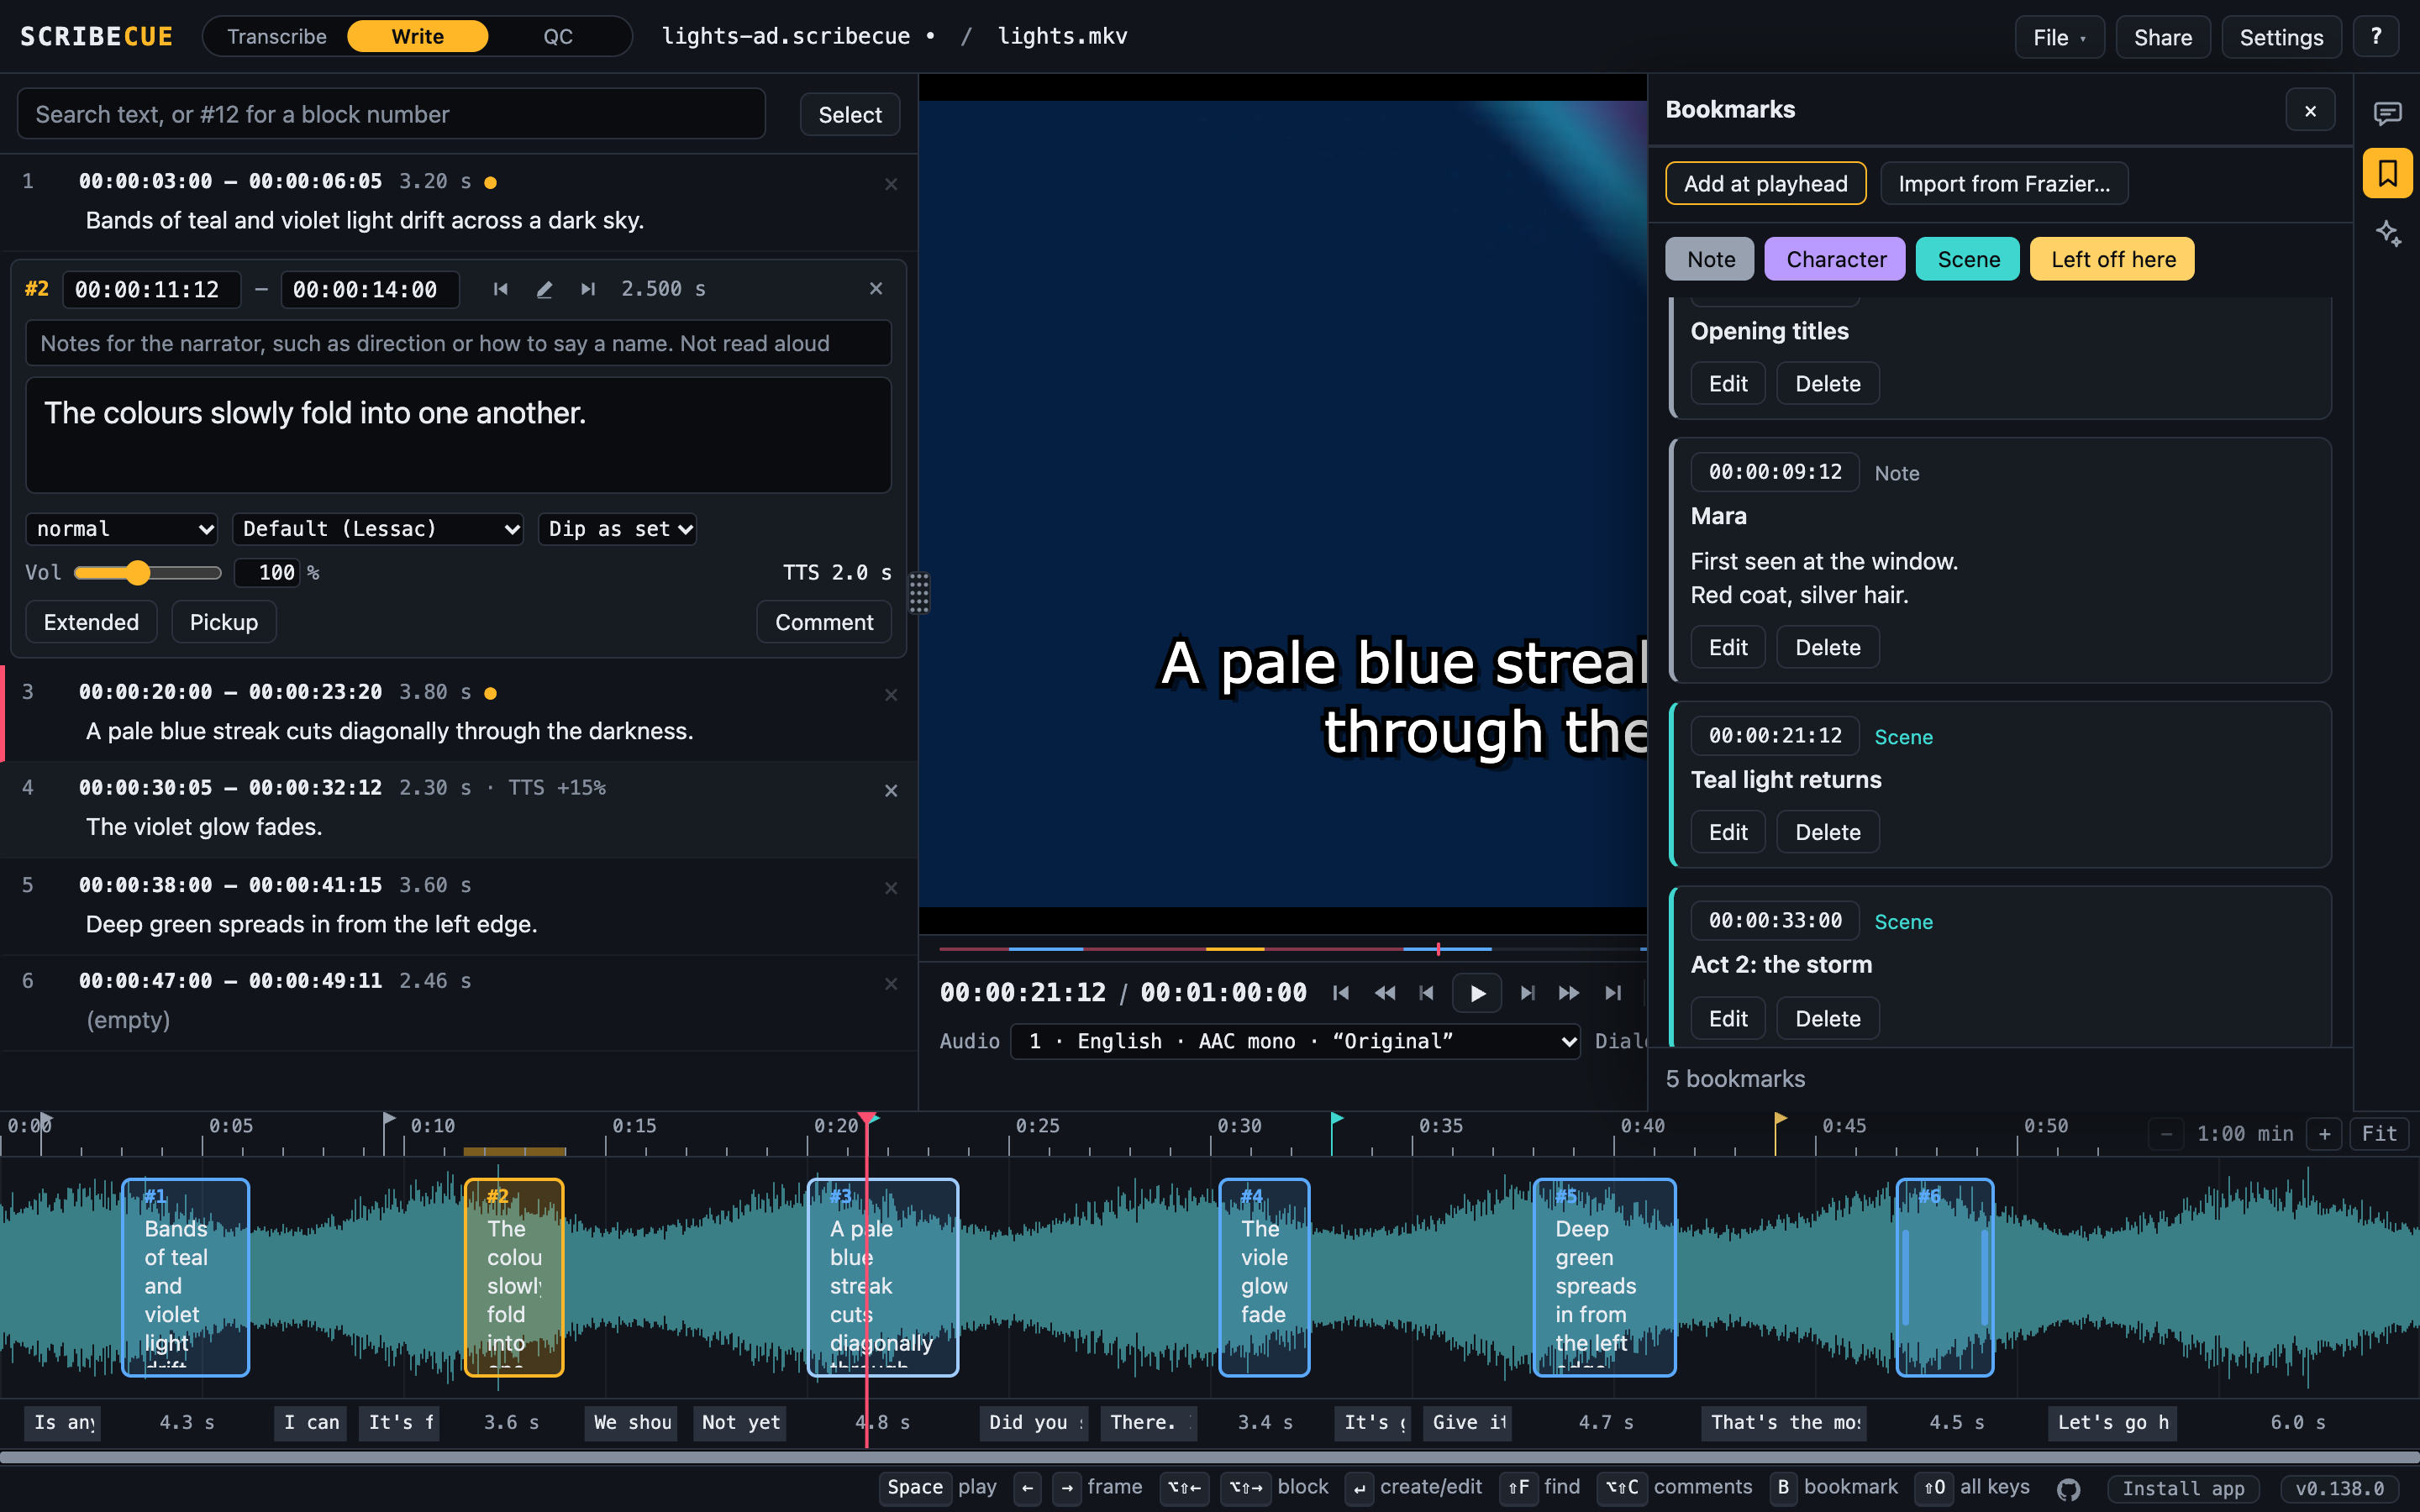 SCRIBECUE
Transcribe
Write
QC
lights-ad.scribecue • / lights.mkv
File
Share
Settings
?
Search text, or #12 for a block number
Select
1 00:00:03:00 – 00:00:06:05 3.20 s
Bands of teal and violet light drift across a dark sky.
#2 00:00:11:12 – 00:00:14:00 2.500 s
Notes for the narrator, such as direction or how to say a name. Not read aloud
The colours slowly fold into one another.
normal
Default (Lessac)
Dip as set
Vol 100 % TTS 2.0 s
Extended
Pickup
Comment
3 00:00:20:00 – 00:00:23:20 3.80 s
A pale blue streak cuts diagonally through the darkness.
4 00:00:30:05 – 00:00:32:12 2.30 s · TTS +15%
The violet glow fades.
5 00:00:38:00 – 00:00:41:15 3.60 s
Deep green spreads in from the left edge.
6 00:00:47:00 – 00:00:49:11 2.46 s
(empty)
A pale blue streak
through the
00:00:21:12 / 00:01:00:00
Audio 1 · English · AAC mono · “Original”
Bookmarks
Add at playhead
Import from Frazier...
Note
Character
Scene
Left off here
Opening titles
Edit
Delete
00:00:09:12 Note
Mara
First seen at the window.
Red coat, silver hair.
Edit
Delete
00:00:21:12 Scene
Teal light returns
Edit
Delete
00:00:33:00 Scene
Act 2: the storm
Edit
Delete
5 bookmarks
0:00 0:05 0:10 0:15 0:20 0:25 0:30 0:35 0:40 0:45 0:50
− 1:00 min + Fit
#1
Bands
of teal
and
violet
light
drift
#2
The
colou
slowly
fold
into
one
#3
A pale
blue
streak
cuts
diagonally
through
#4
The
viole
glow
fade
#5
Deep
green
spreads
in from
the left
edge.
#6
Is any 4.3 s I can It's f 3.6 s We shou Not yet 4.8 s Did you There. 3.4 s It's g Give it 4.7 s That's the mos 4.5 s Let's go h 6.0 s
Space play ← → frame ⌥⇧← ⌥⇧→ block ↵ create/edit ⇧F find ⌥⇧C comments B bookmark ⇧O all keys Install app v0.138.0